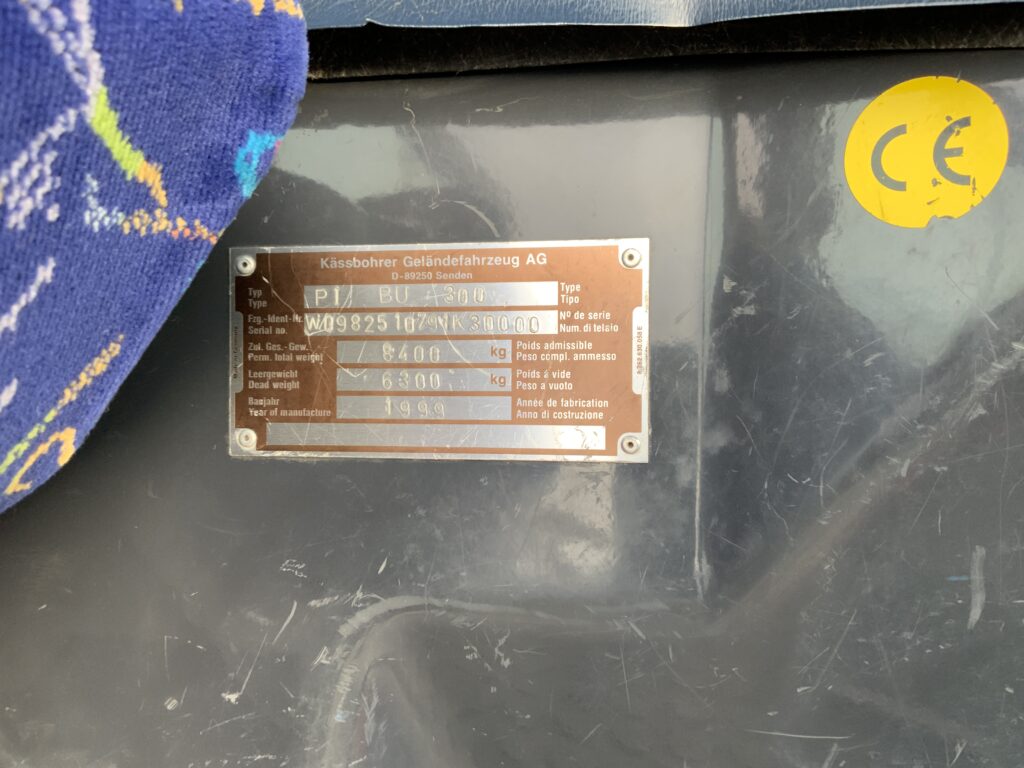 CE
Kässbohrer Geländefahrzeug AG
D-89250 Senden
Typ
Type
PI BU 300
Type
Tipo
Fzg.-Ident-Nr.
Serial no.
Nº de serie
Num. di telaio
Zul. Ges.-Gew.
Perm. total weight
8400 kg
Poids admissible
Peso compl. ammesso
Leergewicht
Dead weight
6300 kg
Poids à vide
Peso a vuoto
Baujahr
Year of manufacture
1999
Année de fabrication
Anno di costruzione